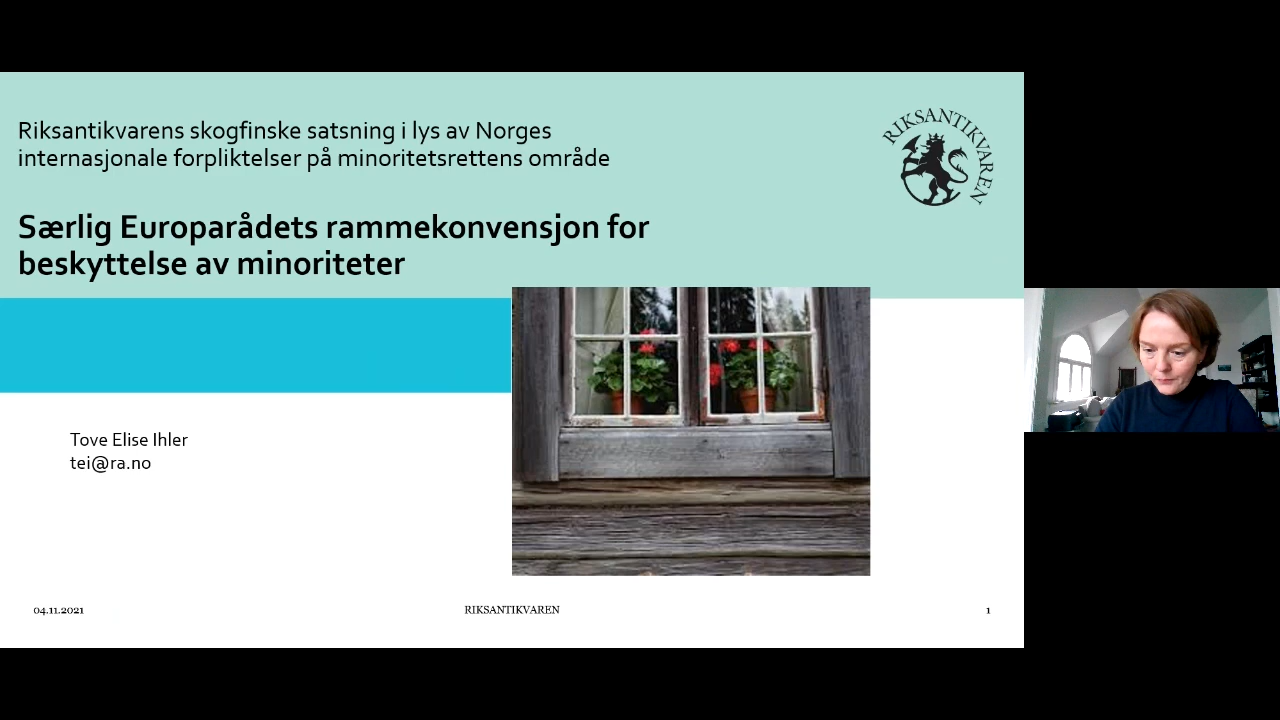 Riksantikvarens skogfinske satsning i lys av Norges
internasjonale forpliktelser på minoritetsrettens område
RIKSANTIKVAREN
Særlig Europarådets rammekonvensjon for
beskyttelse av minoriteter
Tove Elise Ihler
tei@ra.no
04.11.2021
RIKSANTIKVAREN
1